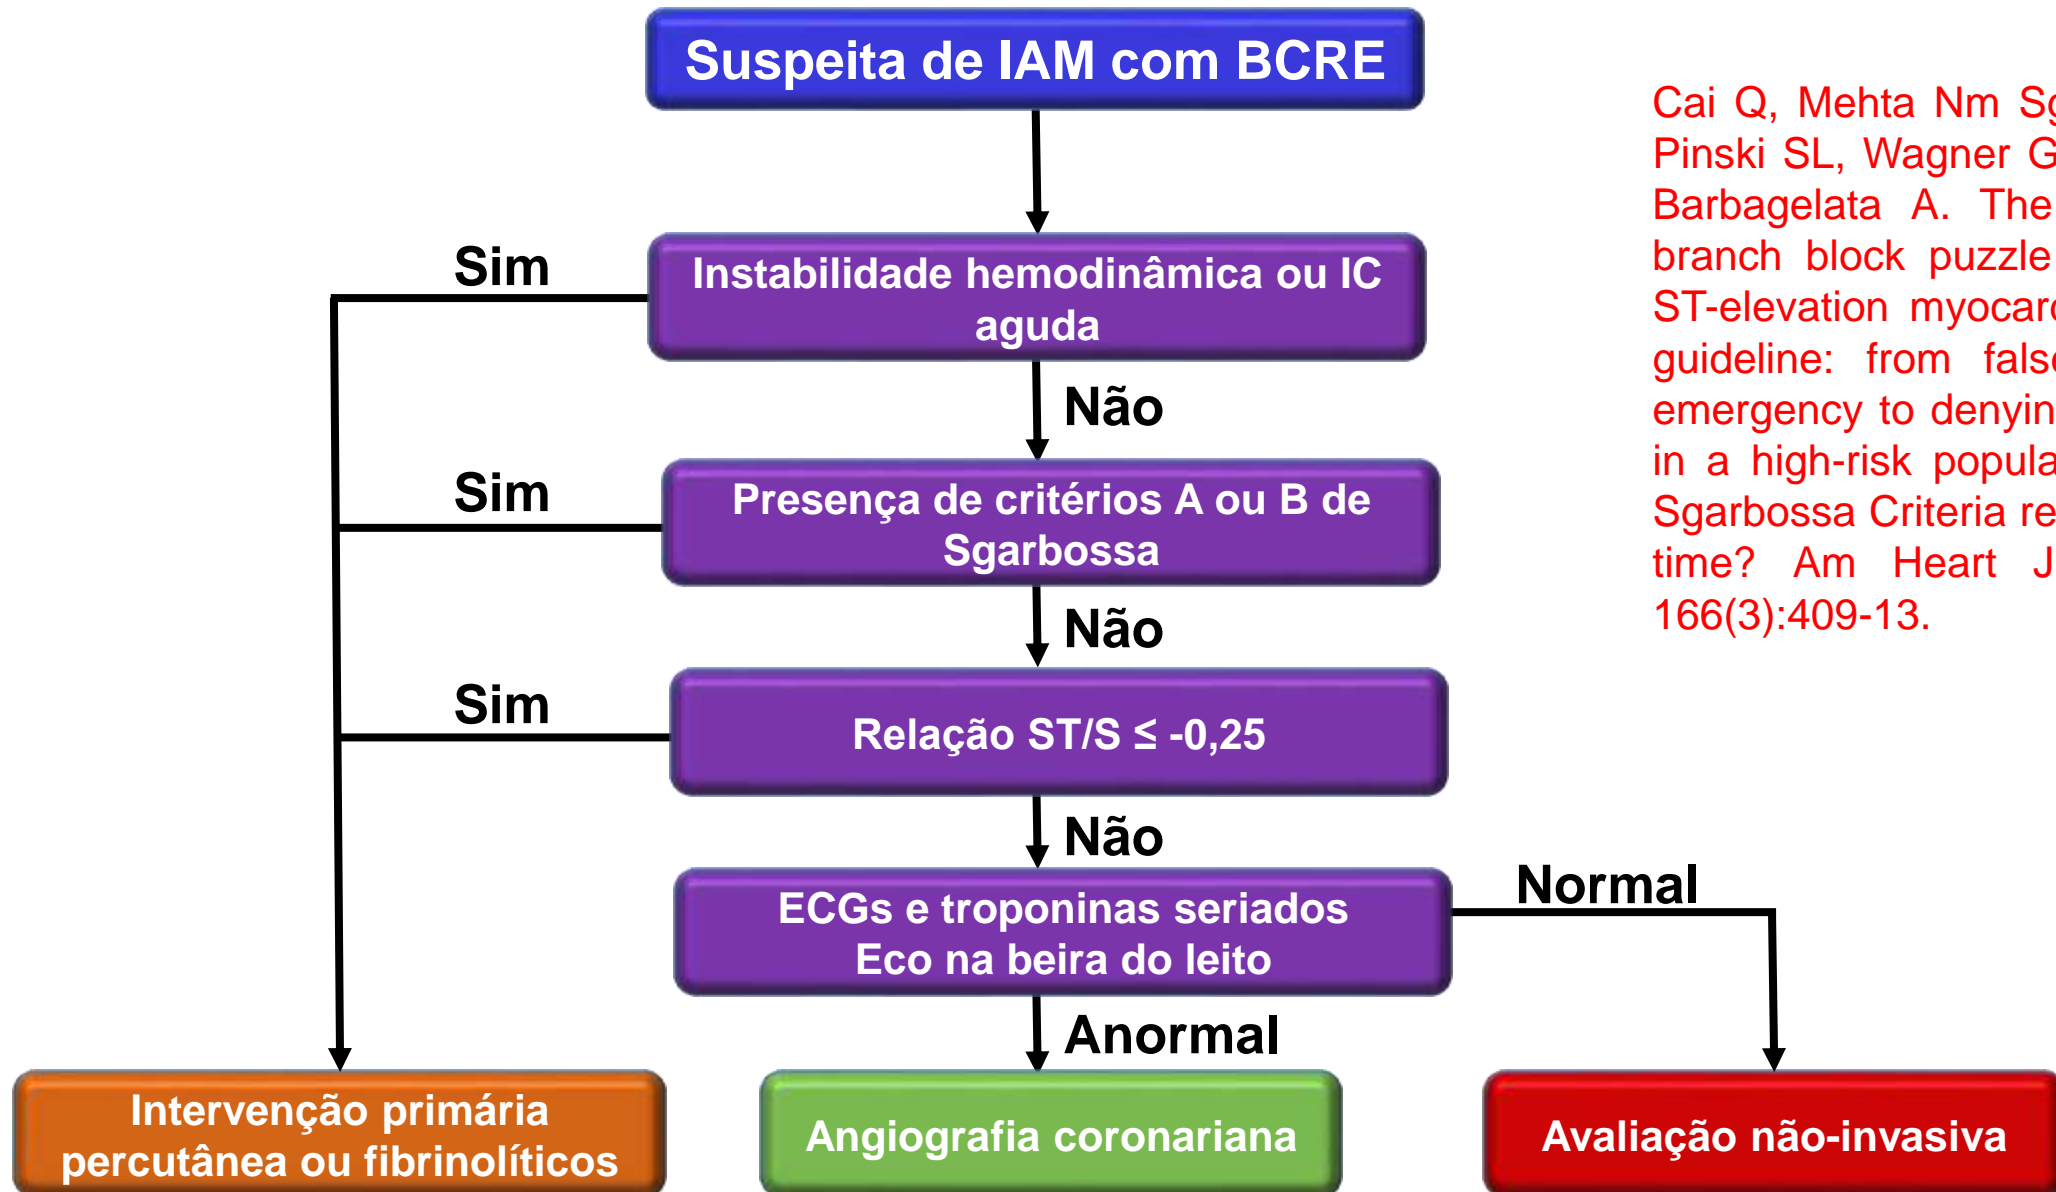 Suspeita de IAM com BCRE
Cai Q, Mehta Nm
Pinski SL, Wagner
Barbagelata A. The
branch block puzzle
ST-elevation
guideline: from
emergency to
in a high-risk
Sgarbossa Criteria
time? Am Heart J
166(3):409-13.
Sim
Instabilidade hemodinâmica ou IC
aguda
Não
Sim
Presença de critérios A ou B de
Sgarbossa
Não
Sim
Relação ST/S ≤ -0,25
Não
ECGs e troponinas seriados
Eco na beira do leito
Normal
Anormal
Intervenção primária
percutânea ou fibrinolíticos
Angiografia coronariana
Avaliação não-invasiva